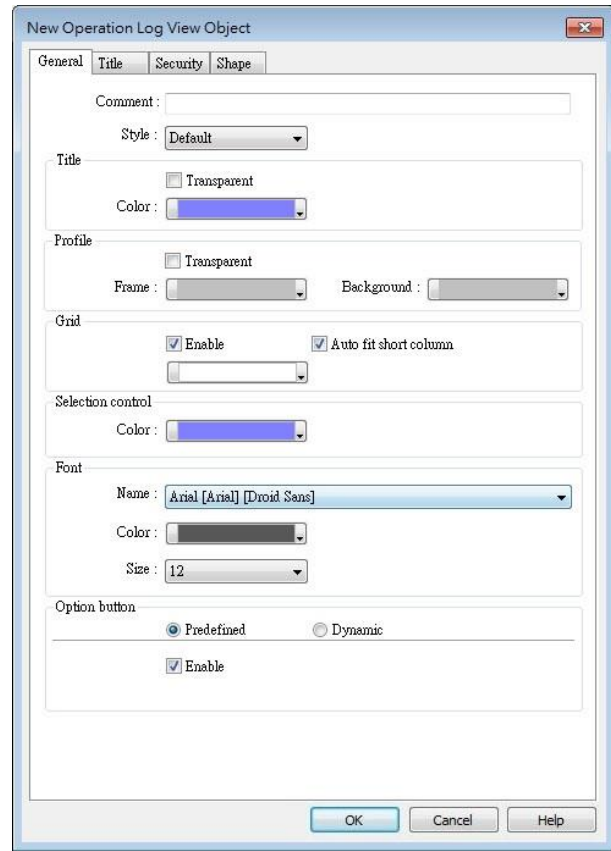 New Operation Log View Object
General Title Security Shape
Comment :
Style : Default
Title
Transparent
Color :
Profile
Transparent
Frame : Background :
Grid
Enable Auto fit short column
Selection control
Color :
Font
Name : Arial [Arial] [Droid Sans]
Color :
Size : 12
Option button
Predefined Dynamic
Enable
OK Cancel Help